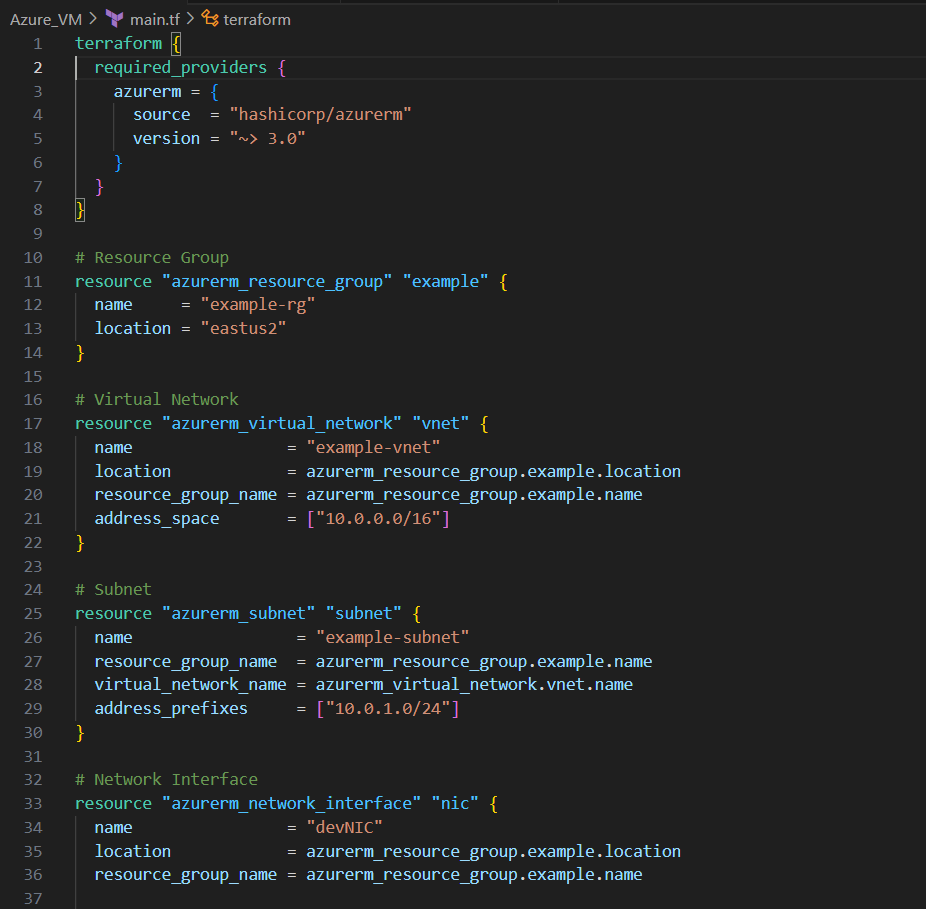 Azure_VM > main.tf > terraform
1 terraform {
2   required_providers {
3     azurerm = {
4       source  = "hashicorp/azurerm"
5       version = "~> 3.0"
6     }
7   }
8 }
9
10 # Resource Group
11 resource "azurerm_resource_group" "example" {
12   name     = "example-rg"
13   location = "eastus2"
14 }
15
16 # Virtual Network
17 resource "azurerm_virtual_network" "vnet" {
18   name                = "example-vnet"
19   location            = azurerm_resource_group.example.location
20   resource_group_name = azurerm_resource_group.example.name
21   address_space       = ["10.0.0.0/16"]
22 }
23
24 # Subnet
25 resource "azurerm_subnet" "subnet" {
26   name                 = "example-subnet"
27   resource_group_name  = azurerm_resource_group.example.name
28   virtual_network_name = azurerm_virtual_network.vnet.name
29   address_prefixes     = ["10.0.1.0/24"]
30 }
31
32 # Network Interface
33 resource "azurerm_network_interface" "nic" {
34   name                = "devNIC"
35   location            = azurerm_resource_group.example.location
36   resource_group_name = azurerm_resource_group.example.name
37